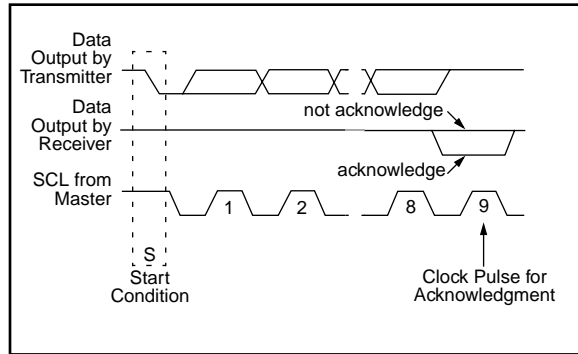 Data
Output by
Transmitter
Data
Output by
Receiver
not acknowledge
acknowledge
SCL from
Master
1
2
8
9
S
Start
Condition
Clock Pulse for
Acknowledgment